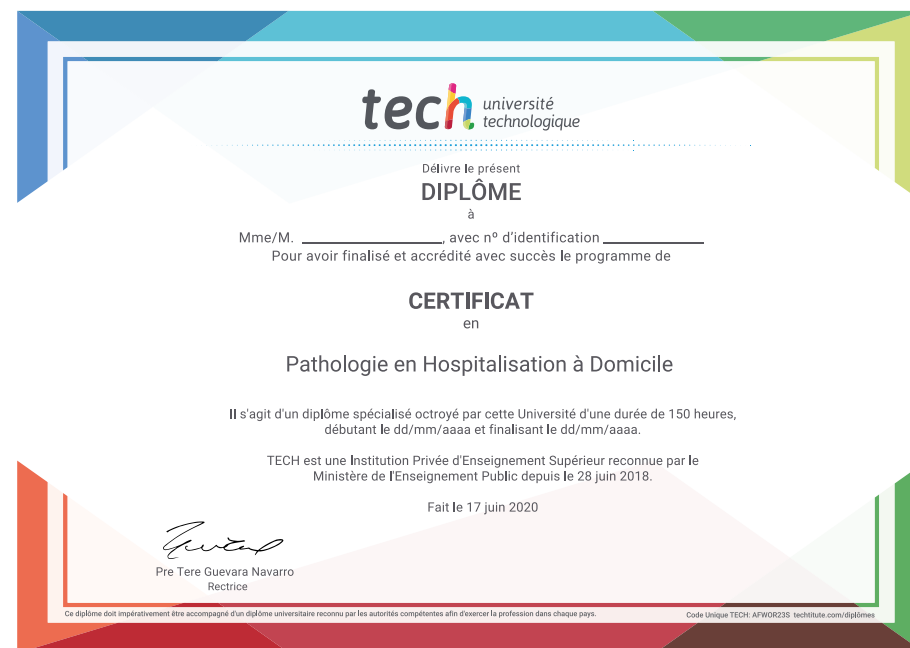 tech université
technologique
Délivre le présent
DIPLÔME
à
Mme/M. ____________________, avec nº d'identification ______________
Pour avoir finalisé et accrédité avec succès le programme de
CERTIFICAT
en
Pathologie en Hospitalisation à Domicile
Il s'agit d'un diplôme spécialisé octroyé par cette Université d'une durée de 150 heures,
débutant le dd/mm/aaaa et finalisant le dd/mm/aaaa.
TECH est une Institution Privée d'Enseignement Supérieur reconnue par le
Ministère de l'Enseignement Public depuis le 28 juin 2018.
Fait le 17 juin 2020
Pre Tere Guevara Navarro
Rectrice
Ce diplôme doit impérativement être accompagné d'un diplôme universitaire reconnu par les autorités compétentes afin d'exercer la profession dans chaque pays.
Code Unique TECH: AFWOR23S techtitute.com/diplômes